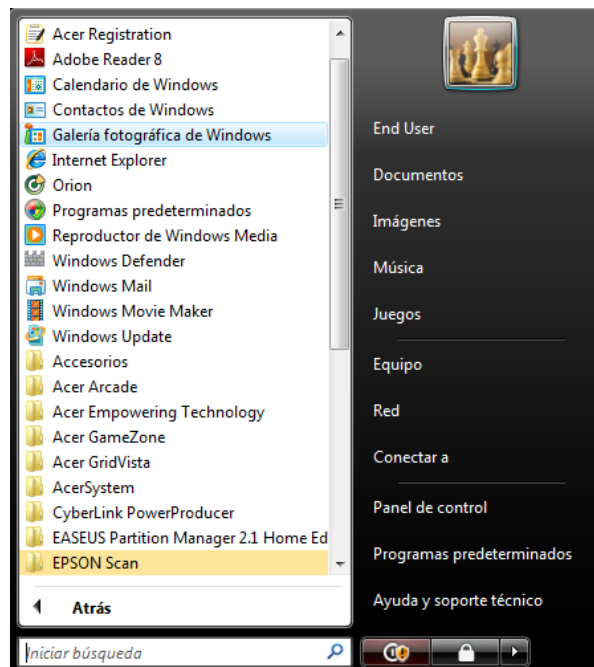 Acer Registration
Adobe Reader 8
Calendario de Windows
Contactos de Windows
Galería fotográfica de Windows
Internet Explorer
Orion
Programas predeterminados
Reproductor de Windows Media
Windows Defender
Windows Mail
Windows Movie Maker
Windows Update
Accesorios
Acer Arcade
Acer Empowering Technology
Acer GameZone
Acer GridVista
AcerSystem
CyberLink PowerProducer
EASEUS Partition Manager 2.1 Home Ed
EPSON Scan
Atrás
Iniciar búsqueda
End User
Documentos
Imágenes
Música
Juegos
Equipo
Red
Conectar a
Panel de control
Programas predeterminados
Ayuda y soporte técnico